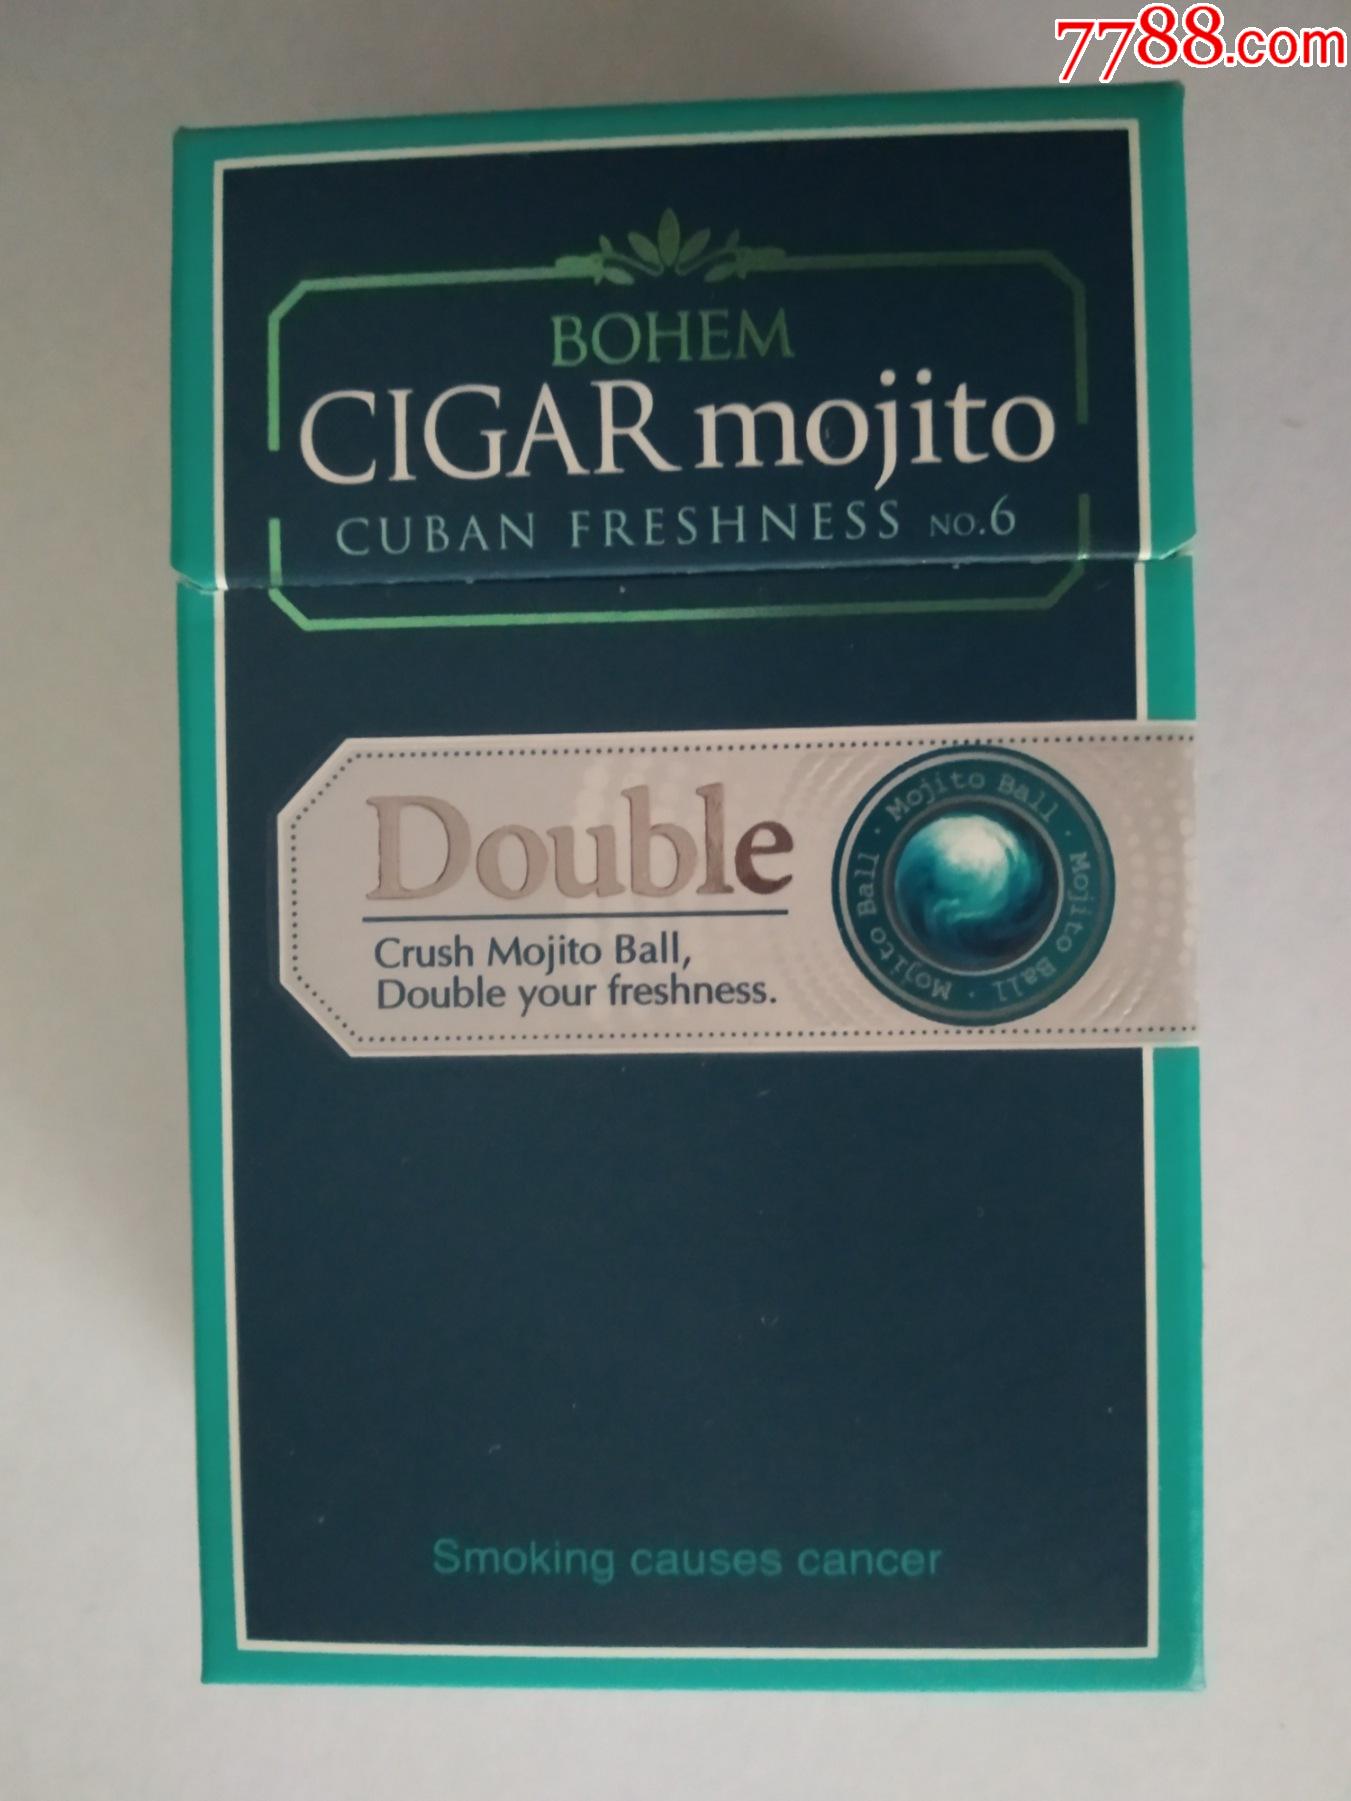 7788.com
BOHEM
CIGAR mojito
CUBAN FRESHNESS NO.6
Double
Crush Mojito Ball,
Double your freshness.
Mojito Ball · Mojito Ball · Mojito Ball ·
Smoking causes cancer